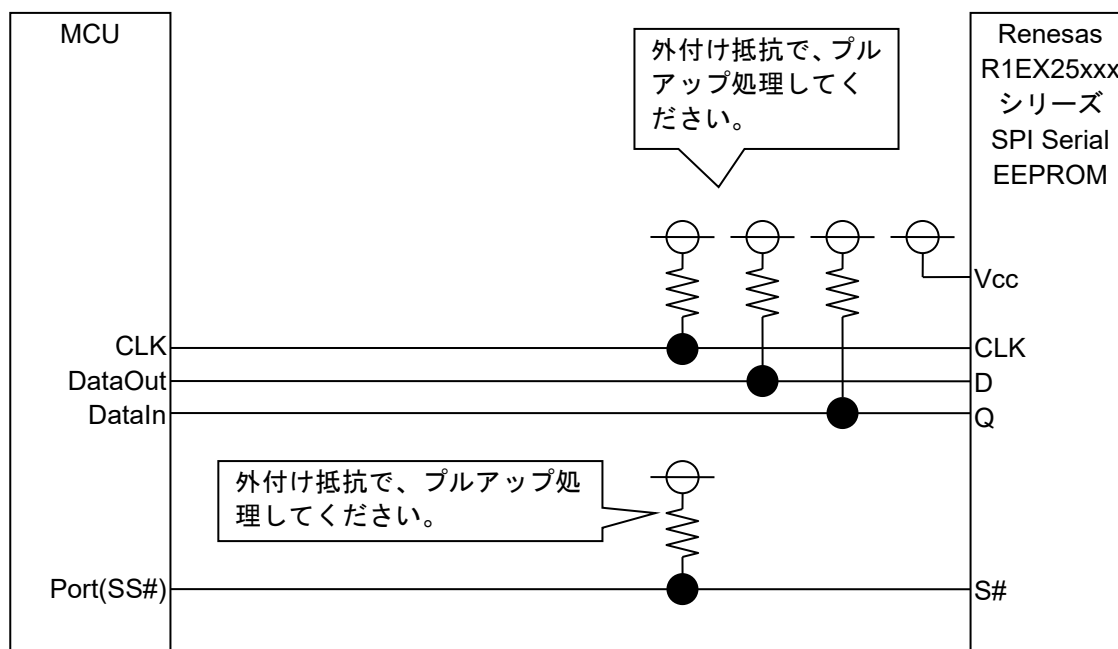 MCU
外付け抵抗で、プル
アップ処理してく
ださい。
Renesas
R1EX25xxx
シリーズ
SPI Serial
EEPROM
Vcc
CLK
CLK
DataOut
D
DataIn
Q
外付け抵抗で、プルアップ処
理してください。
Port(SS#)
S#